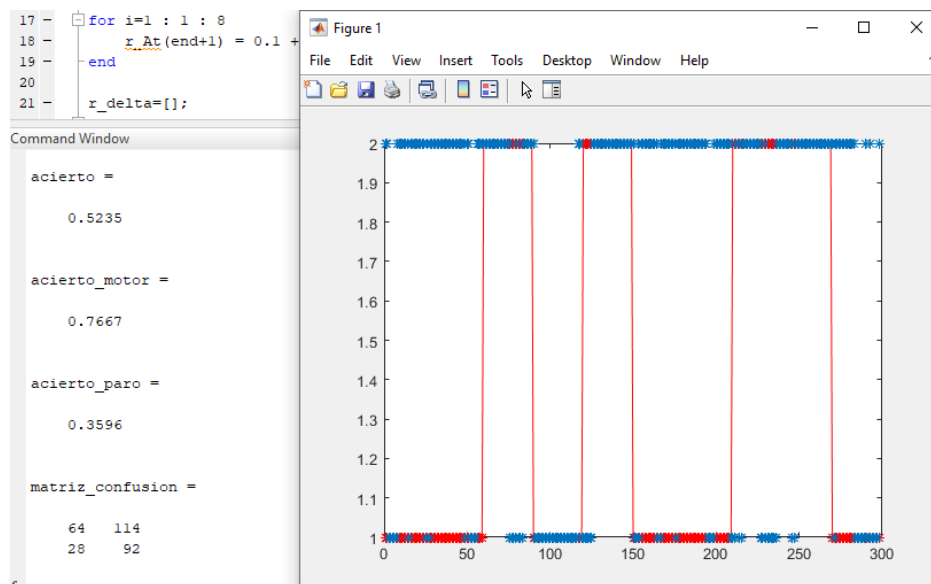 17 - for i=1 : 1 : 8
18 - r_At(end+1) = 0.1 +
19 - end
20
21 - r_delta=[];
Command Window
acierto =
0.5235
acierto_motor =
0.7667
acierto_paro =
0.3596
matriz_confusion =
64 114
28 92
Figure 1
File Edit View Insert Tools Desktop Window Help
2
1.9
1.8
1.7
1.6
1.5
1.4
1.3
1.2
1.1
1
0 50 100 150 200 250 300